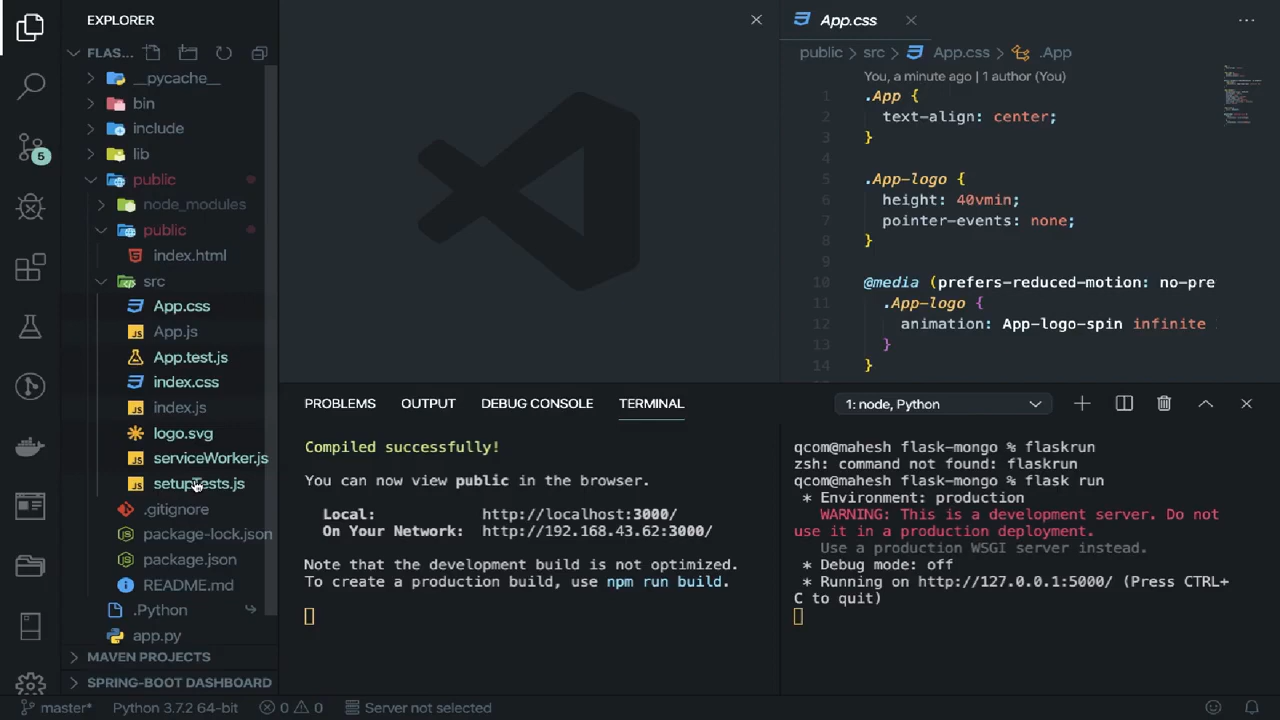 EXPLORER
FLAS...
__pycache__
bin
include
lib
public
node_modules
public
index.html
src
App.css
App.js
App.test.js
index.css
index.js
logo.svg
serviceWorker.js
setupTests.js
.gitignore
package-lock.json
package.json
README.md
.Python
app.py
MAVEN PROJECTS
SPRING-BOOT DASHBOARD
5
App.css
public > src > App.css > .App
You, a minute ago | 1 author (You)
1 .App {
2 text-align: center;
3 }
4
5 .App-logo {
6 height: 40vmin;
7 pointer-events: none;
8 }
9
10 @media (prefers-reduced-motion: no-pre
11 .App-logo {
12 animation: App-logo-spin infinite
13 }
14 }
PROBLEMS OUTPUT DEBUG CONSOLE TERMINAL
1: node, Python
Compiled successfully!
You can now view public in the browser.
Local: http://localhost:3000/
On Your Network: http://192.168.43.62:3000/
Note that the development build is not optimized.
To create a production build, use npm run build.
qcom@mahesh flask-mongo % flaskrun
zsh: command not found: flaskrun
qcom@mahesh flask-mongo % flask run
* Environment: production
WARNING: This is a development server. Do not
use it in a production deployment.
Use a production WSGI server instead.
* Debug mode: off
* Running on http://127.0.0.1:5000/ (Press CTRL+
C to quit)
master* Python 3.7.2 64-bit 0 0 Server not selected